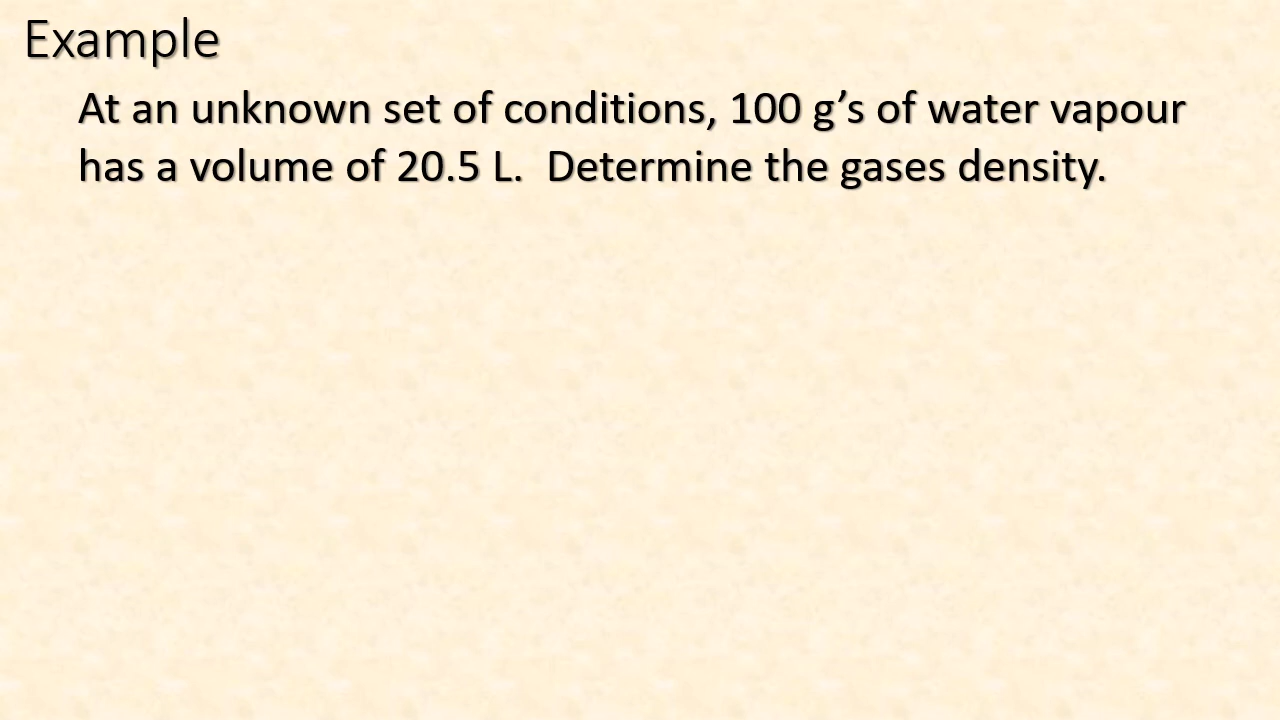 Example
At an unknown set of conditions, 100 g’s of water vapour
has a volume of 20.5 L.  Determine the gases density.